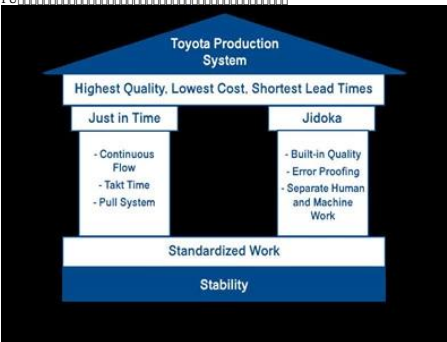 Toyota Production
System
Highest Quality, Lowest Cost, Shortest Lead Times
Just in Time
- Continuous
Flow
- Takt Time
- Pull System
Jidoka
- Built-in Quality
- Error Proofing
- Separate Human
and Machine
Work
Standardized Work
Stability